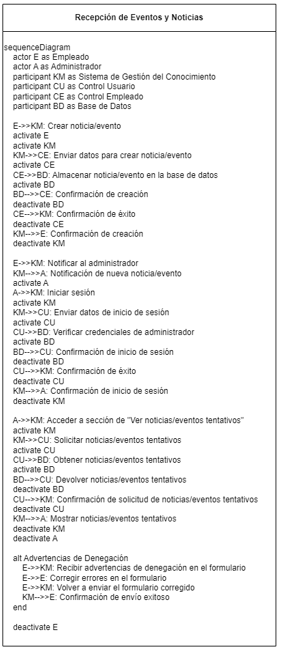 Recepción de Eventos y Noticias
sequenceDiagram
actor E as Empleado
actor A as Administrador
participant KM as Sistema de Gestión del Conocimiento
participant CU as Control Usuario
participant CE as Control Empleado
participant BD as Base de Datos
E->>KM: Crear noticia/evento
activate E
activate KM
KM->>CE: Enviar datos para crear noticia/evento
activate CE
CE->>BD: Almacenar noticia/evento en la base de datos
activate BD
BD-->>CE: Confirmación de creación
deactivate BD
CE-->>KM: Confirmación de éxito
deactivate CE
KM-->>E: Confirmación de creación
deactivate KM
E->>KM: Notificar al administrador
KM-->>A: Notificación de nueva noticia/evento
activate A
A->>KM: Iniciar sesión
activate KM
KM->>CU: Enviar datos de inicio de sesión
activate CU
CU->>BD: Verificar credenciales de administrador
activate BD
BD-->>CU: Confirmación de inicio de sesión
deactivate BD
CU-->>KM: Confirmación de éxito
deactivate CU
KM-->>A: Confirmación de inicio de sesión
deactivate KM
A->>KM: Acceder a sección de "Ver noticias/eventos tentativos"
activate KM
KM->>CU: Solicitar noticias/eventos tentativos
activate CU
CU->>BD: Obtener noticias/eventos tentativos
activate BD
BD-->>CU: Devolver noticias/eventos tentativos
deactivate BD
CU-->>KM: Confirmación de solicitud de noticias/eventos tentativos
deactivate CU
KM-->>A: Mostrar noticias/eventos tentativos
deactivate KM
deactivate A
alt Advertencias de Denegación
E->>KM: Recibir advertencias de denegación en el formulario
E->>E: Corregir errores en el formulario
E->>KM: Volver a enviar el formulario corregido
KM-->>E: Confirmación de envío exitoso
end
deactivate E